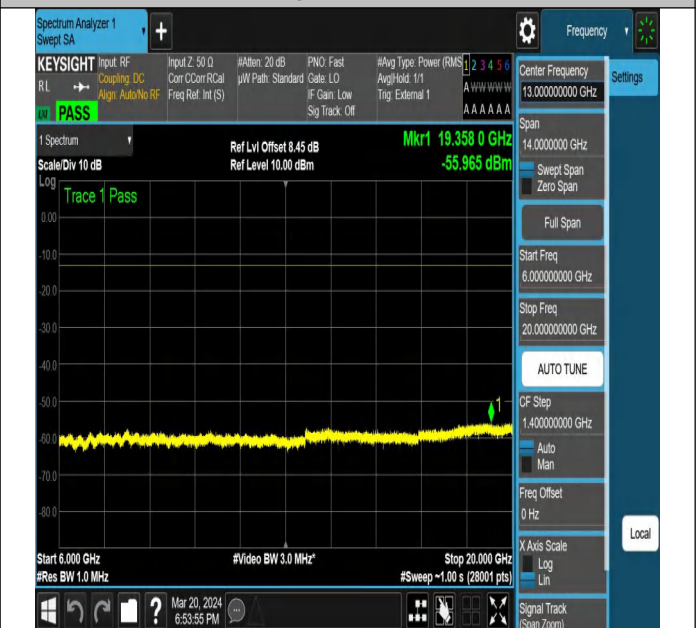 Spectrum Analyzer 1
Swept SA
+
Frequency
KEYSIGHT Input: RF Input Z: 50 Ω #Atten: 20 dB PNO: Fast #Avg Type: Power (RMS 1 2 3 4 5 6
RL Coupling: DC Corr CCorr RCal µW Path: Standard Gate: LO Avg|Hold: 1/1 A W W W W W
Align: Auto/No RF Freq Ref: Int (S) IF Gain: Low Trig: External 1
Sig Track: Off A A A A A A
PASS
1 Spectrum
Scale/Div 10 dB
Ref Lvl Offset 8.45 dB
Ref Level 10.00 dBm
Mkr1 19.358 0 GHz
-55.965 dBm
Log
Trace 1 Pass
0.00
-10.0
-20.0
-30.0
-40.0
-50.0
-60.0
-70.0
-80.0
1
Start 6.000 GHz #Video BW 3.0 MHz* Stop 20.000 GHz
#Res BW 1.0 MHz #Sweep ~1.00 s (28001 pts)
?
Mar 20, 2024
6:53:55 PM
Center Frequency
13.000000000 GHz
Settings
Span
14.0000000 GHz
Swept Span
Zero Span
Full Span
Start Freq
6.000000000 GHz
Stop Freq
20.000000000 GHz
AUTO TUNE
CF Step
1.400000000 GHz
Auto
Man
Freq Offset
0 Hz
Local
X Axis Scale
Log
Lin
Signal Track
(Span Zoom)